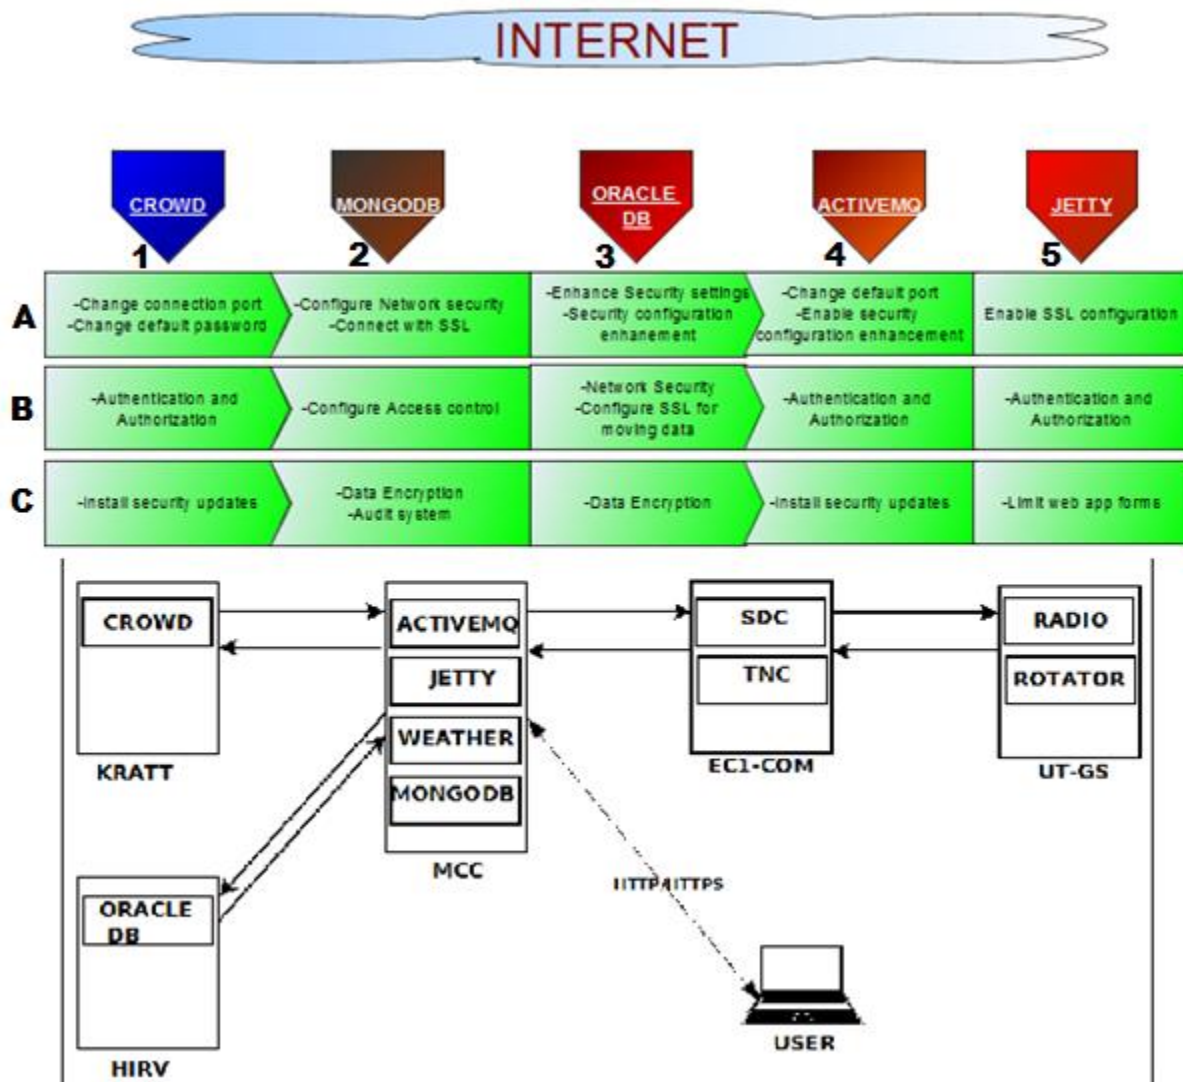 INTERNET
CROWD
MONGODB
ORACLE
DB
ACTIVEMQ
JETTY
1
2
3
4
5
A
-Change connection port
-Change default password
-Configure Network security
-Connect with SSL
-Enhance Security settings
-Security configuration
enhanement
-Change default port
-Enable security
configuration enhancement
Enable SSL configuration
B
-Authentication and
Authorization
-Configure Access control
-Network Security
-Configure SSL for
moving data
-Authentication and
Authorization
-Authentication and
Authorization
C
-Install security updates
-Data Encryption
-Audit system
-Data Encryption
-Install security updates
-Limit web app forms
CROWD
KRATT
ACTIVEMQ
JETTY
WEATHER
MONGODB
MCC
SDC
TNC
EC1-COM
RADIO
ROTATOR
UT-GS
ORACLE
DB
HIRV
HTTP/HTTPS
USER